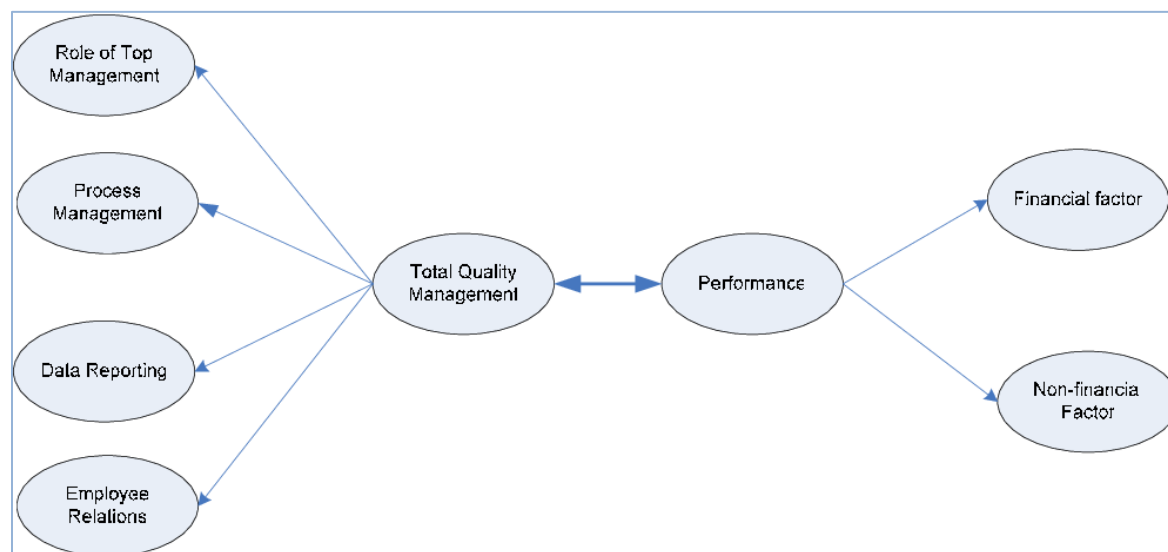 Role of Top
Management
Process
Management
Data Reporting
Employee
Relations
Total Quality
Management
Performance
Financial factor
Non-financia
Factor